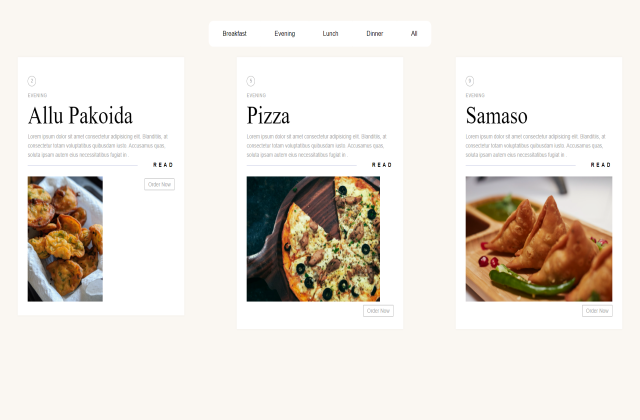 Breakfast Evening Lunch Dinner All
2
EVENING
Allu Pakoida
Lorem ipsum dolor sit amet consectetur adipisicing elit. Blanditiis, at
consectetur totam voluptatibus quibusdam iusto. Accusamus quas,
soluta ipsam autem eius necessitatibus fugiat in .
READ
Order Now
5
EVENING
Pizza
Lorem ipsum dolor sit amet consectetur adipisicing elit. Blanditiis, at
consectetur totam voluptatibus quibusdam iusto. Accusamus quas,
soluta ipsam autem eius necessitatibus fugiat in .
READ
Order Now
EVENING
Samaso
Lorem ipsum dolor sit amet consectetur adipisicing elit. Blanditiis, at
consectetur totam voluptatibus quibusdam iusto. Accusamus quas,
soluta ipsam autem eius necessitatibus fugiat in .
READ
Order Now